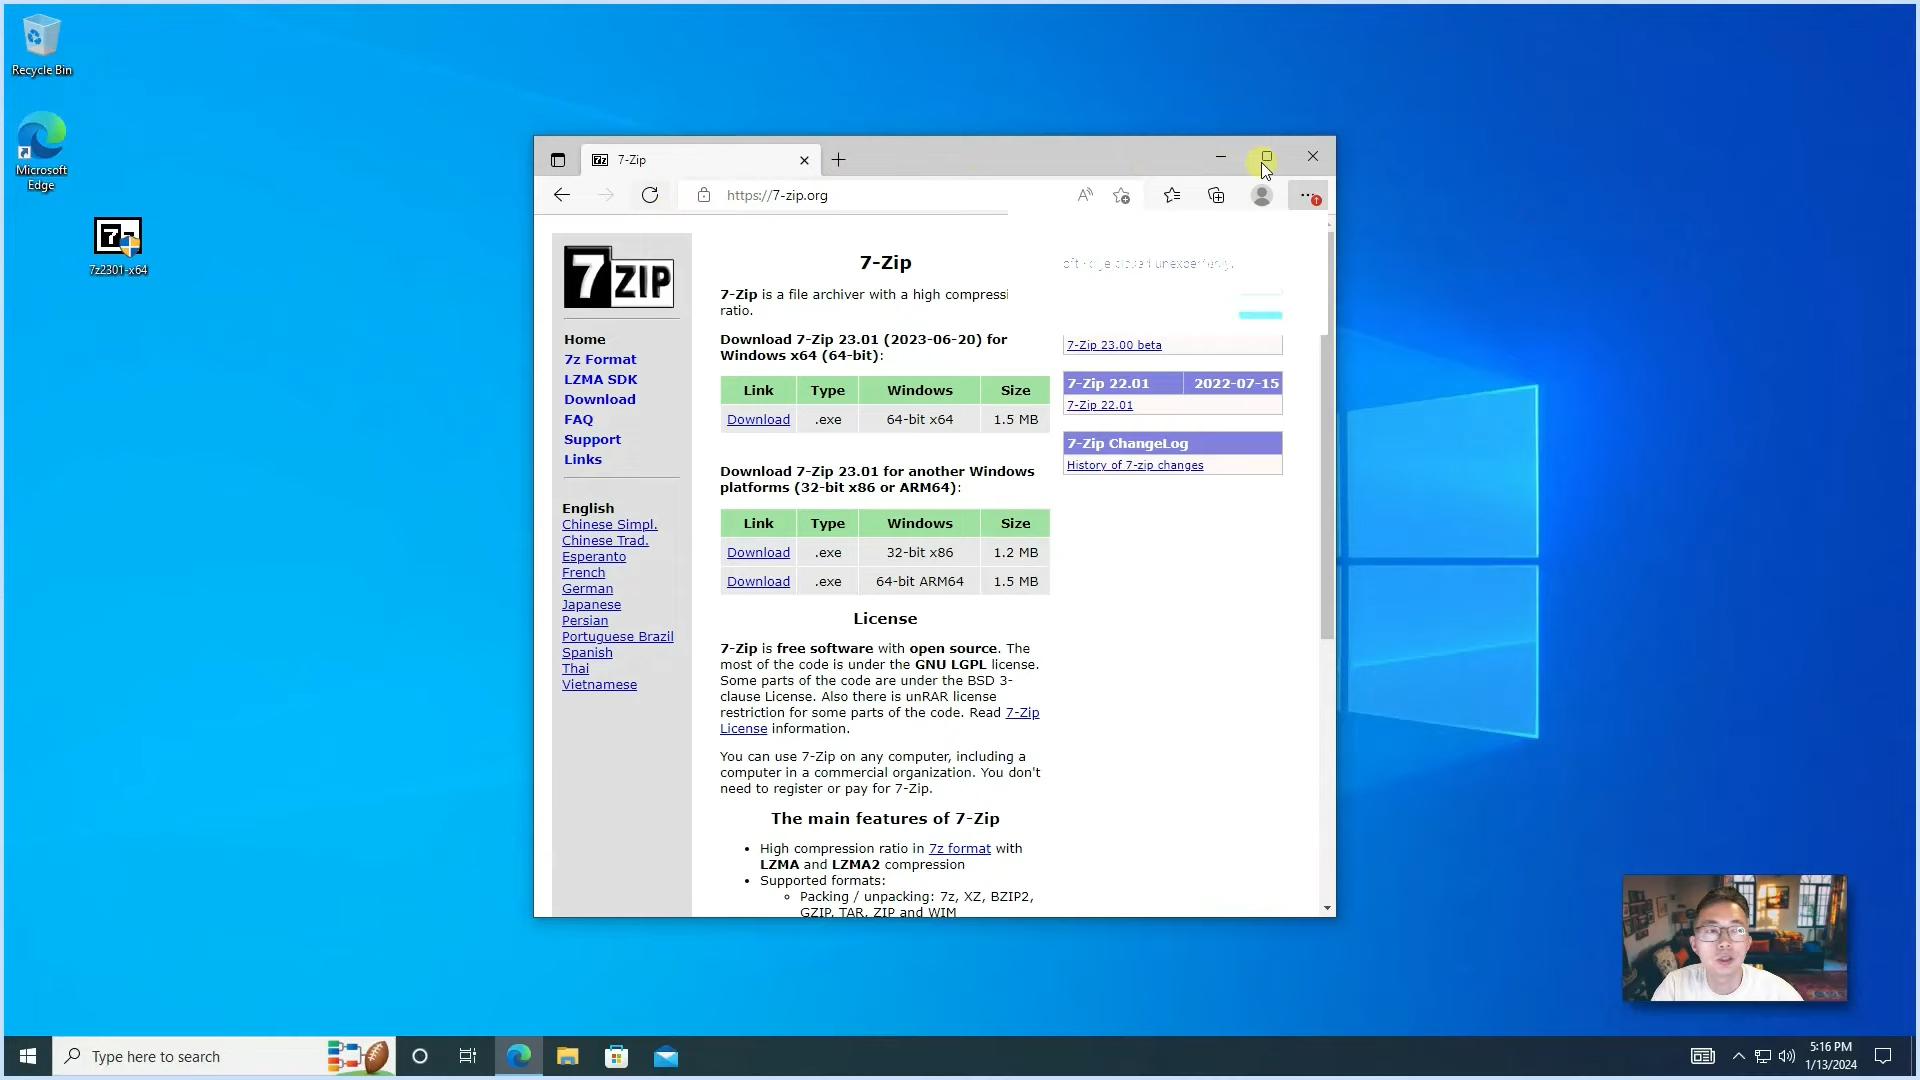 Recycle Bin
Microsoft
Edge
7z
7z2301-x64
7z 7-Zip
https://7-zip.org
7 ZIP
Home
7z Format
LZMA SDK
Download
FAQ
Support
Links
English
Chinese Simpl.
Chinese Trad.
Esperanto
French
German
Japanese
Persian
Portuguese Brazil
Spanish
Thai
Vietnamese
7-Zip
7-Zip is a file archiver with a high compressi
ratio.
Download 7-Zip 23.01 (2023-06-20) for
Windows x64 (64-bit):
Link Type Windows Size
Download .exe 64-bit x64 1.5 MB
Download 7-Zip 23.01 for another Windows
platforms (32-bit x86 or ARM64):
Link Type Windows Size
Download .exe 32-bit x86 1.2 MB
Download .exe 64-bit ARM64 1.5 MB
License
7-Zip is free software with open source. The
most of the code is under the GNU LGPL license.
Some parts of the code are under the BSD 3-
clause License. Also there is unRAR license
restriction for some parts of the code. Read 7-Zip
License information.
You can use 7-Zip on any computer, including a
computer in a commercial organization. You don't
need to register or pay for 7-Zip.
The main features of 7-Zip
• High compression ratio in 7z format with
LZMA and LZMA2 compression
• Supported formats:
Packing / unpacking: 7z, XZ, BZIP2,
GZIP, TAR, ZIP and WIM
closed unexpectedly.
7-Zip 23.00 beta
7-Zip 22.01 2022-07-15
7-Zip 22.01
7-Zip ChangeLog
History of 7-zip changes
Type here to search
5:16 PM
1/13/2024